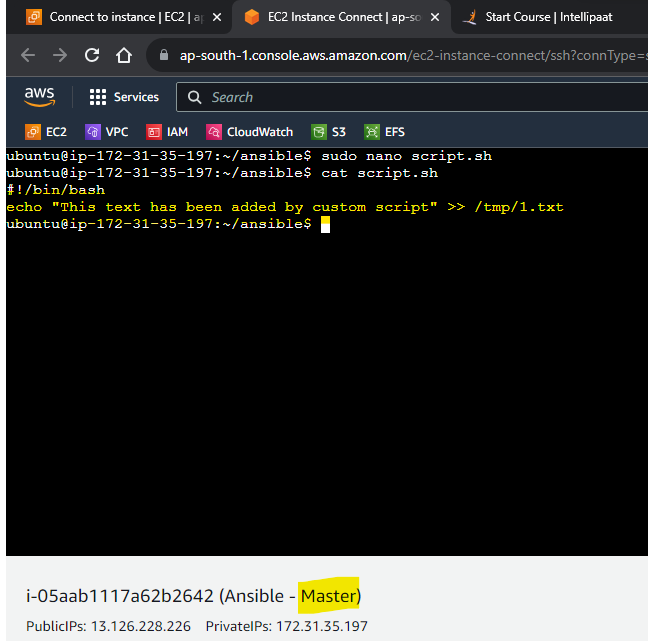 Connect to instance | EC2 | ap
EC2 Instance Connect | ap-so
Start Course | Intellipaat
ap-south-1.console.aws.amazon.com/ec2-instance-connect/ssh?connType=s
aws
Services
Search
EC2
VPC
IAM
CloudWatch
S3
EFS
ubuntu@ip-172-31-35-197:~/ansible$ sudo nano script.sh
ubuntu@ip-172-31-35-197:~/ansible$ cat script.sh
#!/bin/bash
echo "This text has been added by custom script" >> /tmp/1.txt
ubuntu@ip-172-31-35-197:~/ansible$
i-05aab1117a62b2642 (Ansible - Master)
PublicIPs: 13.126.228.226 PrivateIPs: 172.31.35.197